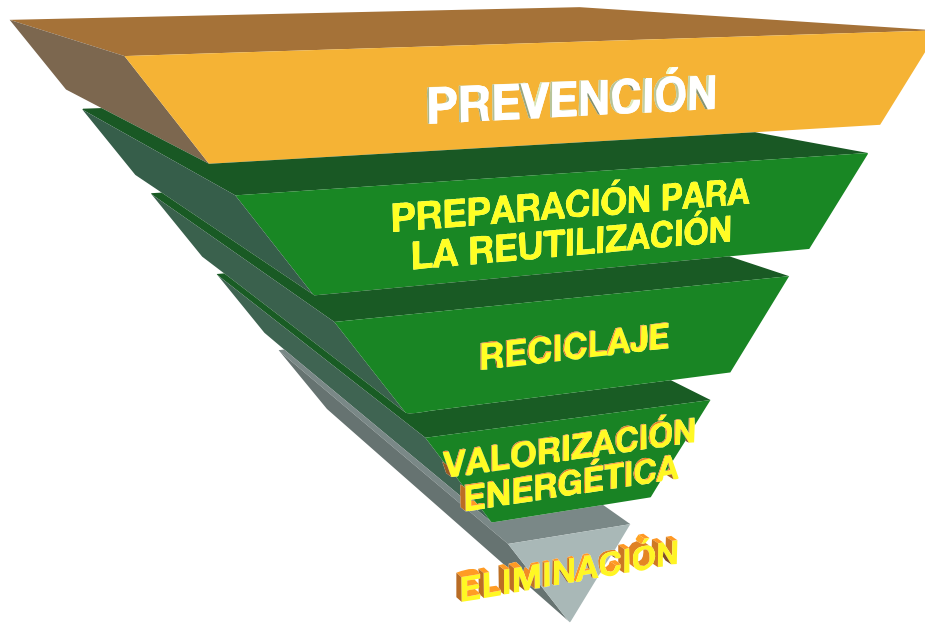 PREVENCIÓN
PREPARACIÓN PARA
LA REUTILIZACIÓN
RECICLAJE
VALORIZACIÓN
ENERGÉTICA
ELIMINACIÓN